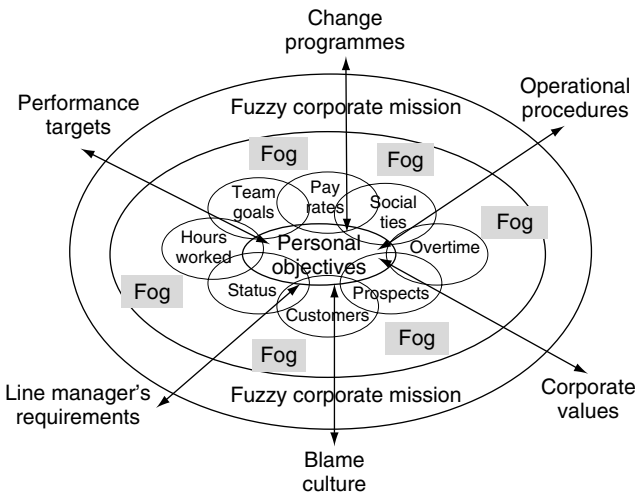 Change
programmes
Performance
targets
Operational
procedures
Fuzzy corporate mission
Fog
Fog
Team
goals
Pay
rates
Social
ties
Fog
Hours
worked
Personal
objectives
Overtime
Status
Customers
Prospects
Fog
Fog
Fog
Line manager’s
requirements
Fuzzy corporate mission
Corporate
values
Blame
culture